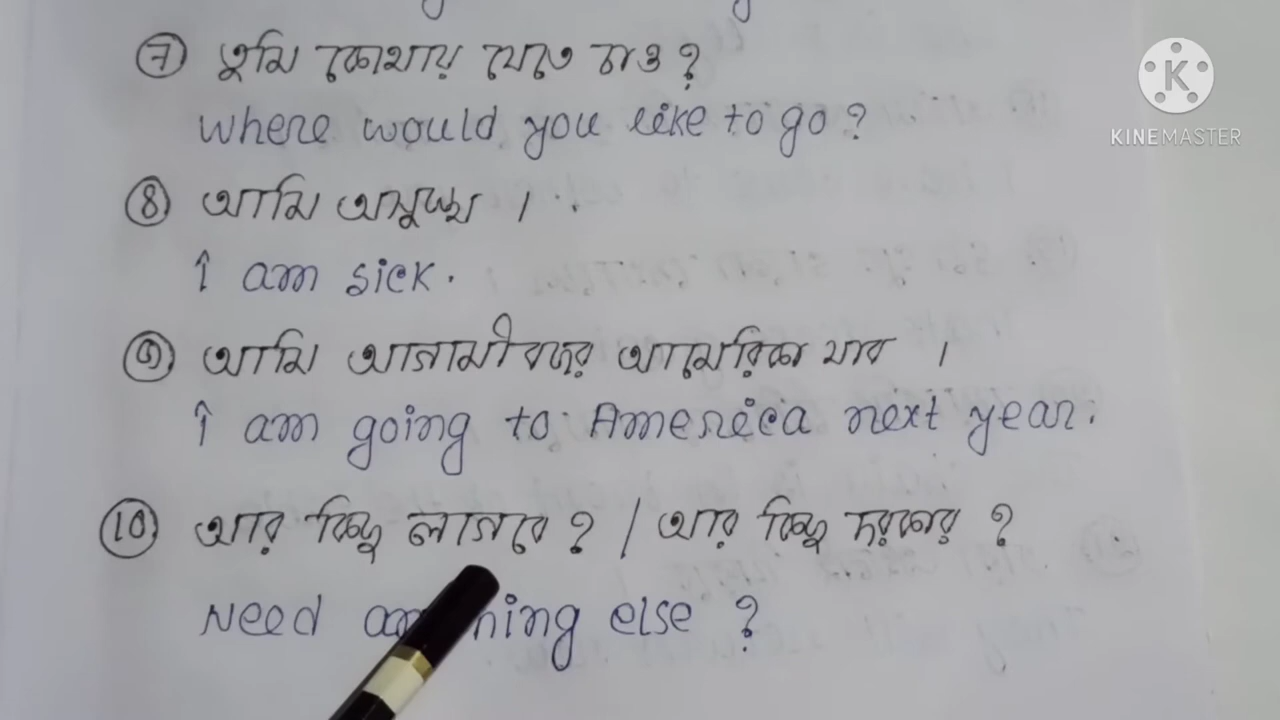 7 তুমি কোথায় যেতে চাও ?
where would you like to go ?
8 আমি অসুস্থ ।
I am sick.
9 আমি আগামী বছর আমেরিকা যাব ।
I am going to America next year.
10 আর কিছু লাগবে ? / আর কিছু দরকার ?
Need else ?
KINEMASTER